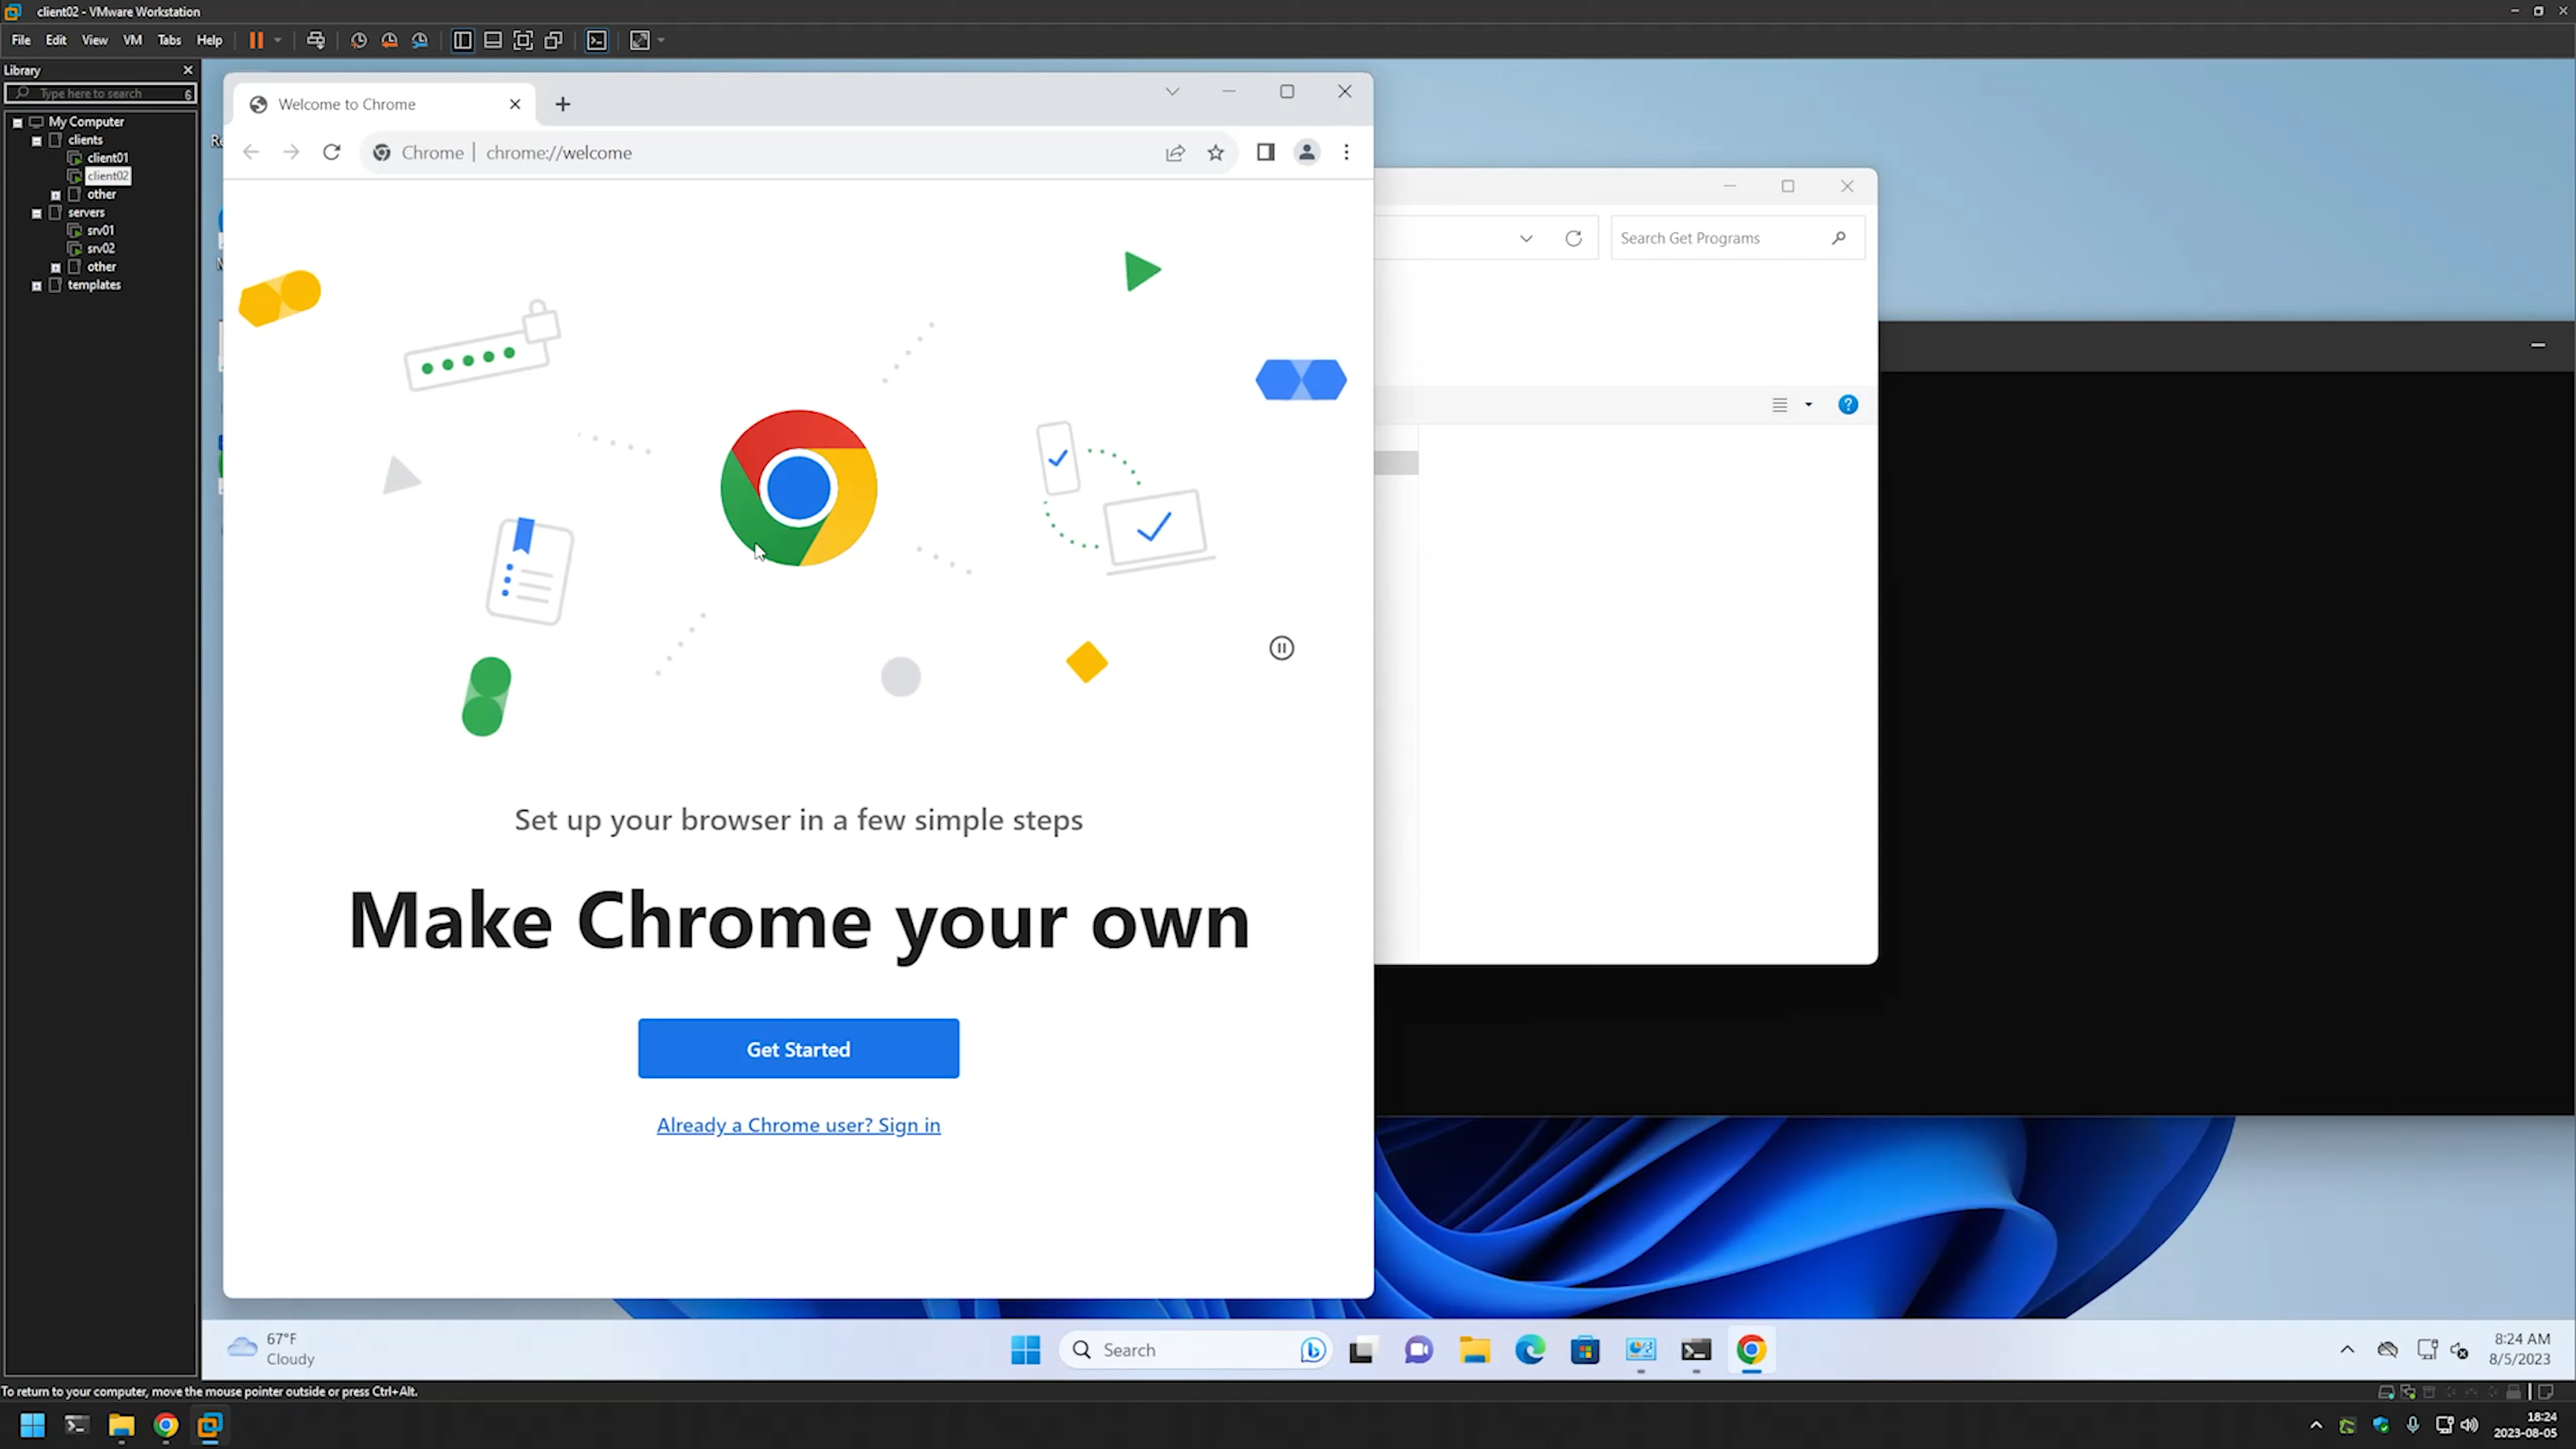 client02 - VMware Workstation
File Edit View VM Tabs Help
Library
Type here to search
My Computer
clients
client01
client02
other
servers
srv01
srv02
other
templates
Welcome to Chrome
Chrome | chrome://welcome
Search Get Programs
Set up your browser in a few simple steps
Make Chrome your own
Get Started
Already a Chrome user? Sign in
67°F
Cloudy
Search
8:24 AM
8/5/2023
To return to your computer, move the mouse pointer outside or press Ctrl+Alt.
18:24
2023-08-05